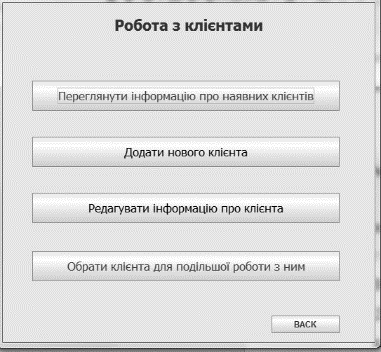 Робота з клієнтами
Переглянути інформацію про наявних клієнтів
Додати нового клієнта
Редагувати інформацію про клієнта
Обрати клієнта для подільшої роботи з ним
BACK